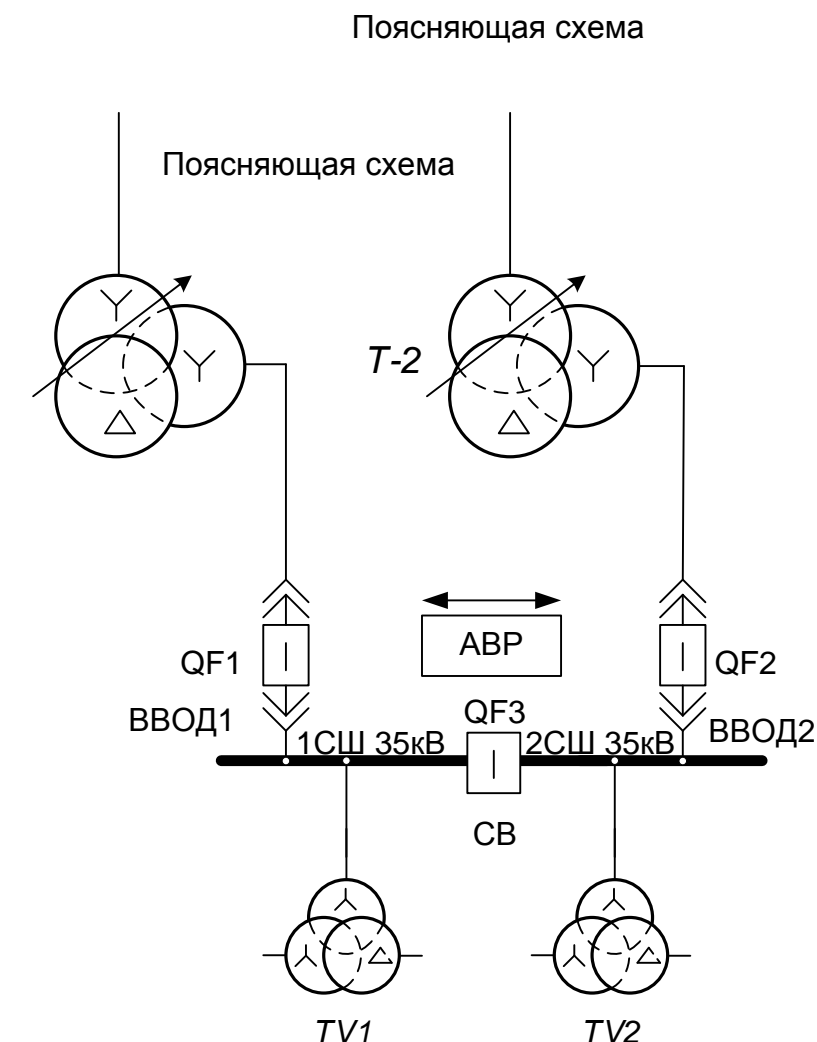 Поясняющая схема
Поясняющая схема
Т-2
АВР
QF1
QF2
ВВОД1
QF3
ВВОД2
1СШ 35кВ
2СШ 35кВ
СВ
TV1
TV2